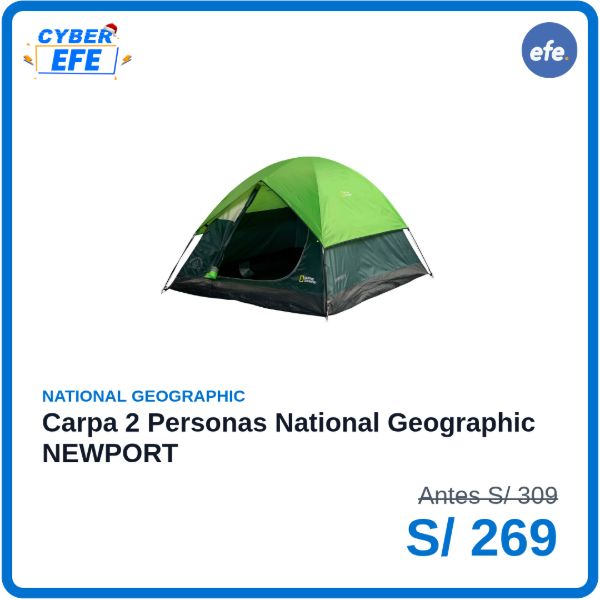 CYBER
EFE
efe.
NATIONAL GEOGRAPHIC
Carpa 2 Personas National Geographic
NEWPORT
Antes S/ 309
S/ 269